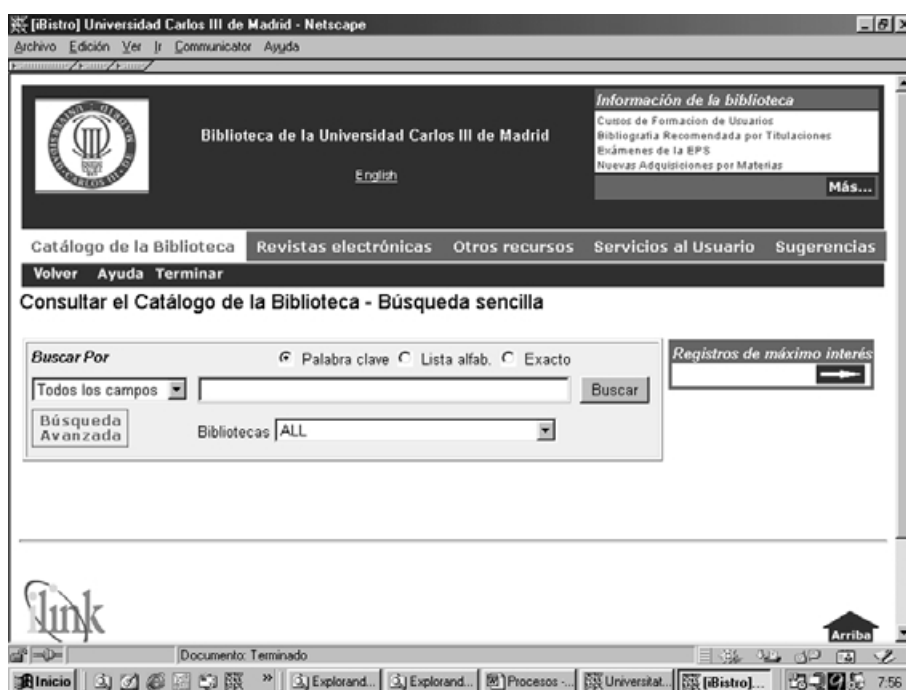 [iBistro] Universidad Carlos III de Madrid - Netscape
Archivo Edición Ver Ir Communicator Ayuda
Biblioteca de la Universidad Carlos III de Madrid
English
Información de la biblioteca
Cursos de Formacion de Usuarios
Bibliografía Recomendada por Titulaciones
Exámenes de la EPS
Nuevas Adquisiciones por Materias
Más...
Catálogo de la Biblioteca Revistas electrónicas Otros recursos Servicios al Usuario Sugerencias
Volver Ayuda Terminar
Consultar el Catálogo de la Biblioteca - Búsqueda sencilla
Buscar Por Palabra clave Lista alfab. Exacto
Todos los campos Buscar
Búsqueda Avanzada
Bibliotecas ALL
Registros de máximo interés
ilink
Arriba
Documento: Terminado
Inicio » Explorand... Explorand... Procesos -... Universitat... [iBistro]... 7:56